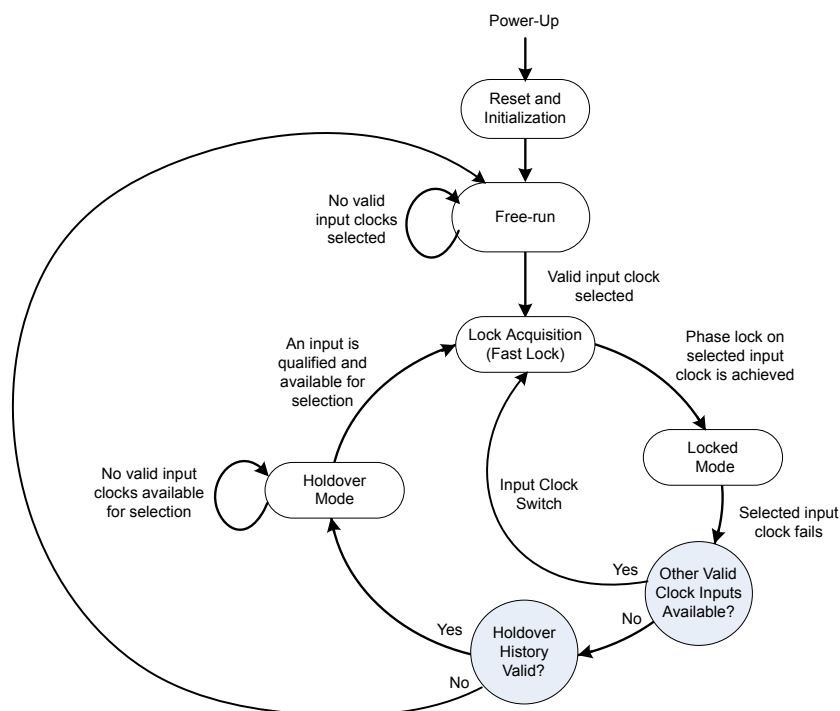 Power-Up
Reset and
Initialization
No valid
input clocks
selected
Free-run
Valid input clock
selected
An input is
qualified and
available for
selection
Lock Acquisition
(Fast Lock)
Phase lock on
selected input
clock is achieved
No valid input
clocks available
for selection
Holdover
Mode
Input Clock
Switch
Locked
Mode
Selected input
clock fails
Yes
Other Valid
Clock Inputs
Available?
No
Yes
Holdover
History
Valid?
No